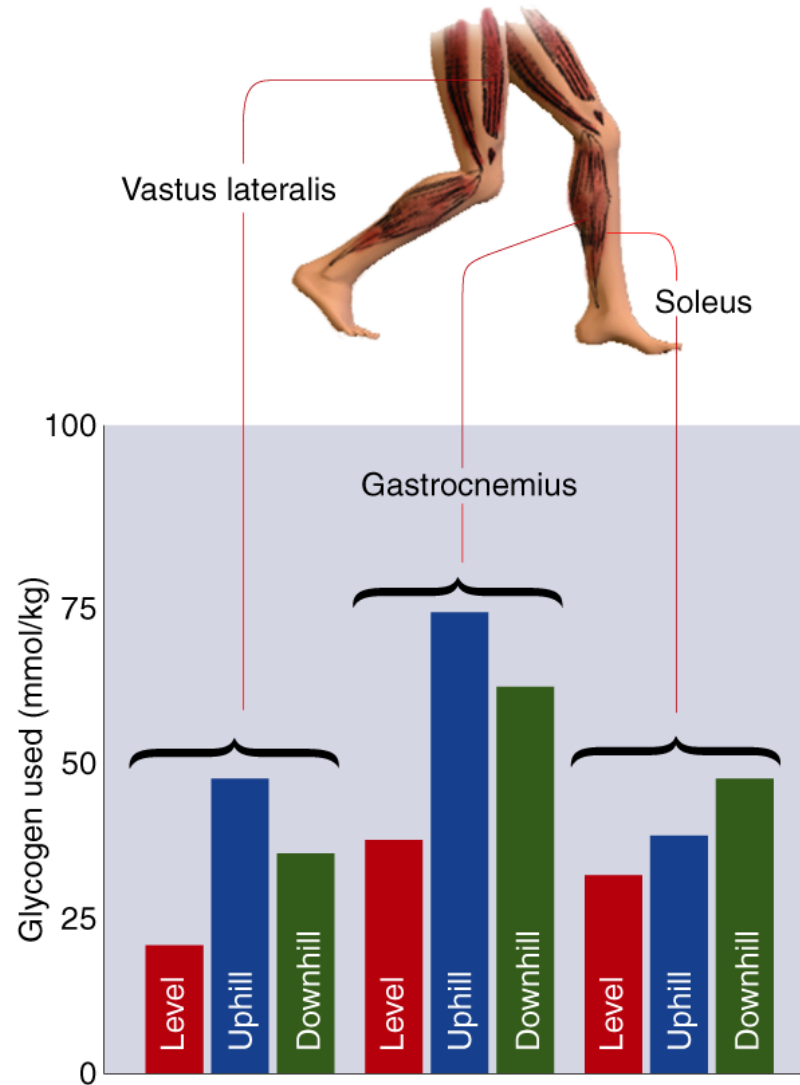 Vastus lateralis
Soleus
100
Gastrocnemius
75
50
25
0
Glycogen used (mmol/kg)
Level
Uphill
Downhill
Level
Uphill
Downhill
Level
Uphill
Downhill